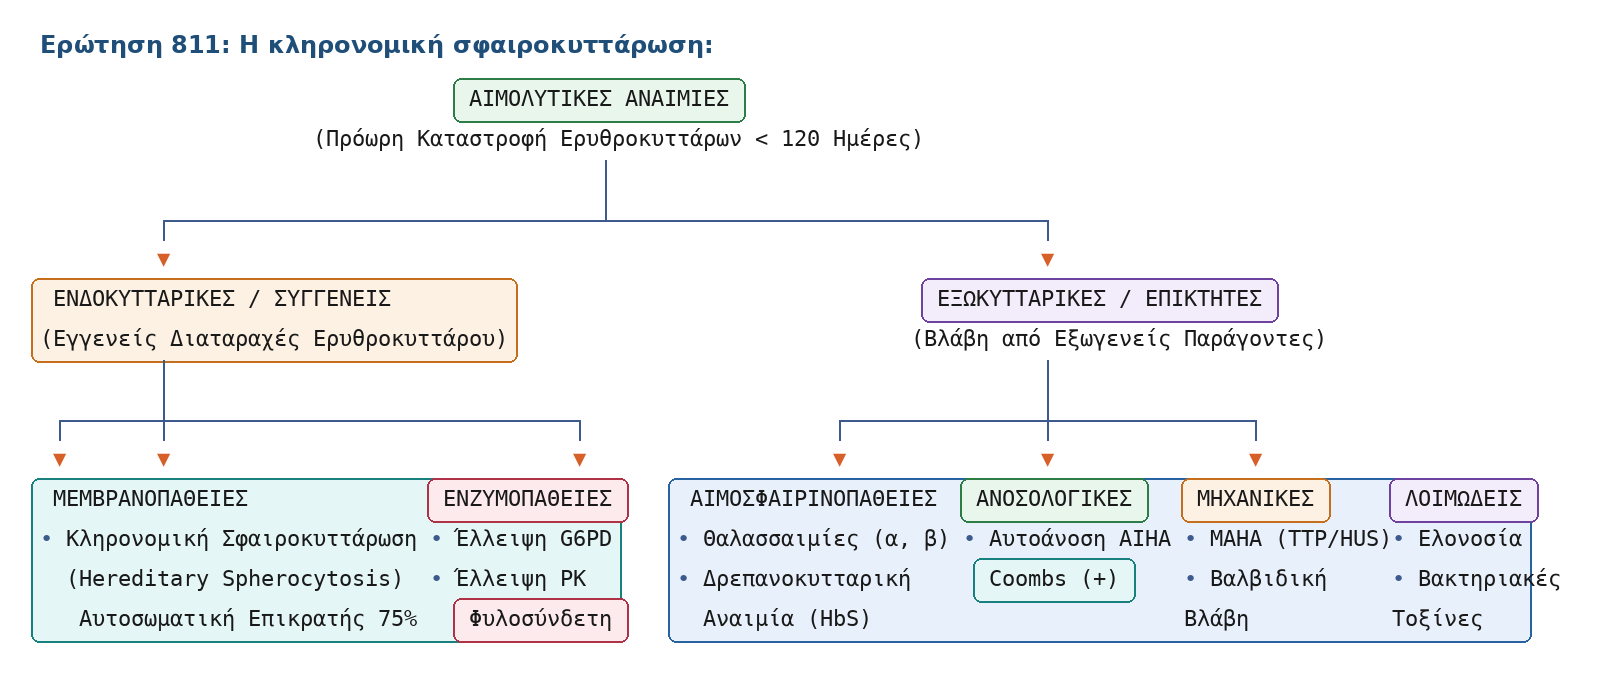 Ερώτηση 811: Η κληρονομική σφαιροκυττάρωση:
ΑΙΜΟΛΥΤΙΚΕΣ ΑΝΑΙΜΙΕΣ
(Πρόωρη Καταστροφή Ερυθροκυττάρων < 120 Ημέρες)
ΕΝΔΟΚΥΤΤΑΡΙΚΕΣ / ΣΥΓΓΕΝΕΙΣ
(Εγγενείς Διαταραχές Ερυθροκυττάρου)
ΕΞΩΚΥΤΤΑΡΙΚΕΣ / ΕΠΙΚΤΗΤΕΣ
(Βλάβη από Εξωγενείς Παράγοντες)
ΜΕΜΒΡΑΝΟΠΑΘΕΙΕΣ
• Κληρονομική Σφαιροκυττάρωση
(Hereditary Spherocytosis)
Αυτοσωματική Επικρατής 75%
ΕΝΖΥΜΟΠΑΘΕΙΕΣ
• Έλλειψη G6PD
• Έλλειψη PK
Φυλοσύνδετη
ΑΙΜΟΣΦΑΙΡΙΝΟΠΑΘΕΙΕΣ
• Θαλασσαιμίες (α, β)
• Δρεπανοκυτταρική
Αναιμία (HbS)
ΑΝΟΣΟΛΟΓΙΚΕΣ
• Αυτοάνοση AIHA
Coombs (+)
ΜΗΧΑΝΙΚΕΣ
• MAHA (TTP/HUS)
• Βαλβιδική
Βλάβη
ΛΟΙΜΩΔΕΙΣ
• Ελονοσία
• Βακτηριακές
Τοξίνες